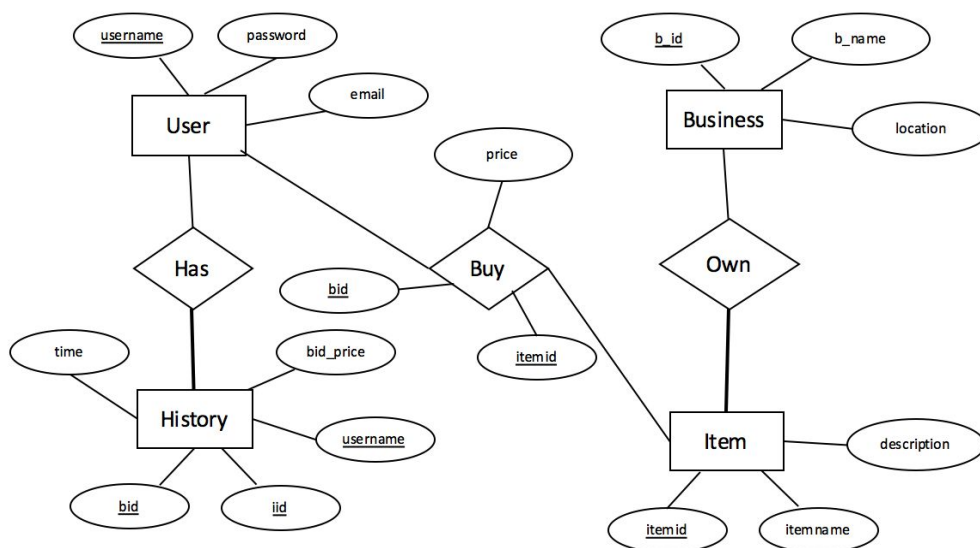 username
password
b_id
b_name
email
User
Business
location
price
Has
Buy
Own
bid
time
bid_price
itemid
History
username
Item
description
bid
iid
itemid
itemname